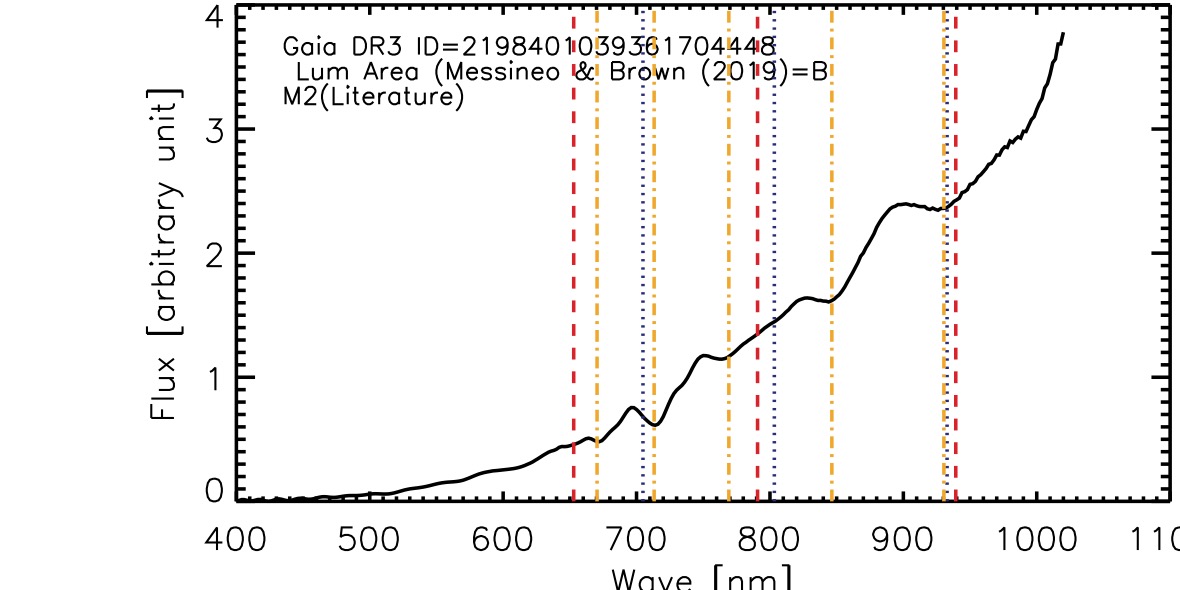 4
Gaia DR3 ID=2198401039361704448
Lum Area (Messineo & Brown (2019)=B
M2(Literature)
3
2
1
0
Flux [arbitrary unit]
400 500 600 700 800 900 1000 110
Wave [nm]